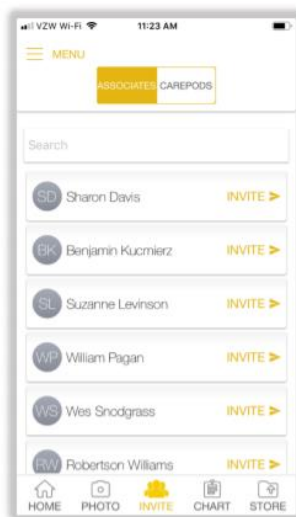 VZW Wi-Fi 11:23 AM
MENU
ASSOCIATES CAREPODS
Search
SD Sharon Davis INVITE
BK Benjamin Kucmierz INVITE
SL Suzanne Levinson INVITE
WP William Pagan INVITE
WS Wes Snodgrass INVITE
RW Robertson Williams INVITE
HOME PHOTO INVITE CHART STORE